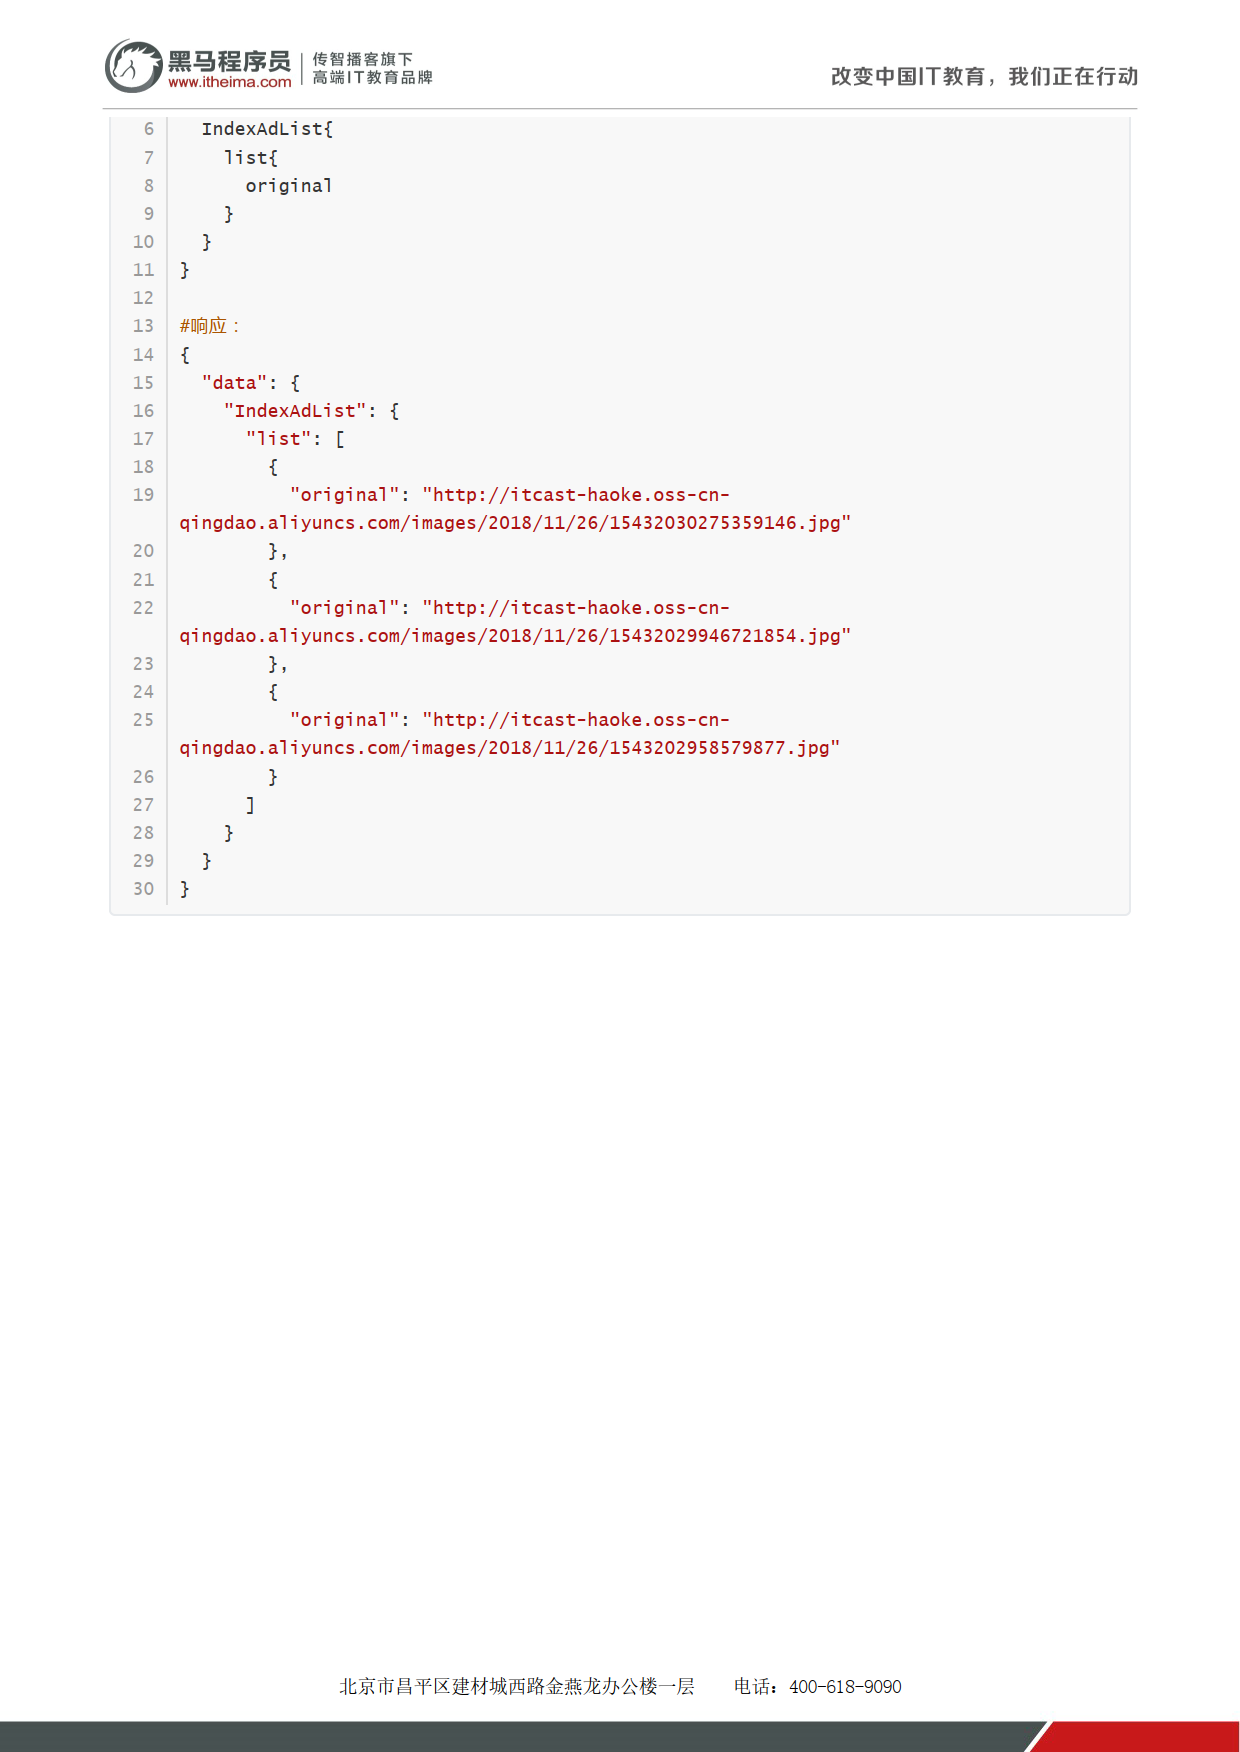 黑马程序员
www.itheima.com
传智播客旗下
高端IT教育品牌
改变中国IT教育，我们正在行动
6 IndexAdList{
7 list{
8 original
9 }
10 }
11 }
12
13 #响应：
14 {
15 "data": {
16 "IndexAdList": {
17 "list": [
18 {
19 "original": "http://itcast-haoke.oss-cn-
qingdao.aliyuncs.com/images/2018/11/26/15432030275359146.jpg"
20 },
21 {
22 "original": "http://itcast-haoke.oss-cn-
qingdao.aliyuncs.com/images/2018/11/26/15432029946721854.jpg"
23 },
24 {
25 "original": "http://itcast-haoke.oss-cn-
qingdao.aliyuncs.com/images/2018/11/26/1543202958579877.jpg"
26 }
27 ]
28 }
29 }
30 }
北京市昌平区建材城西路金燕龙办公楼一层 电话：400-618-9090